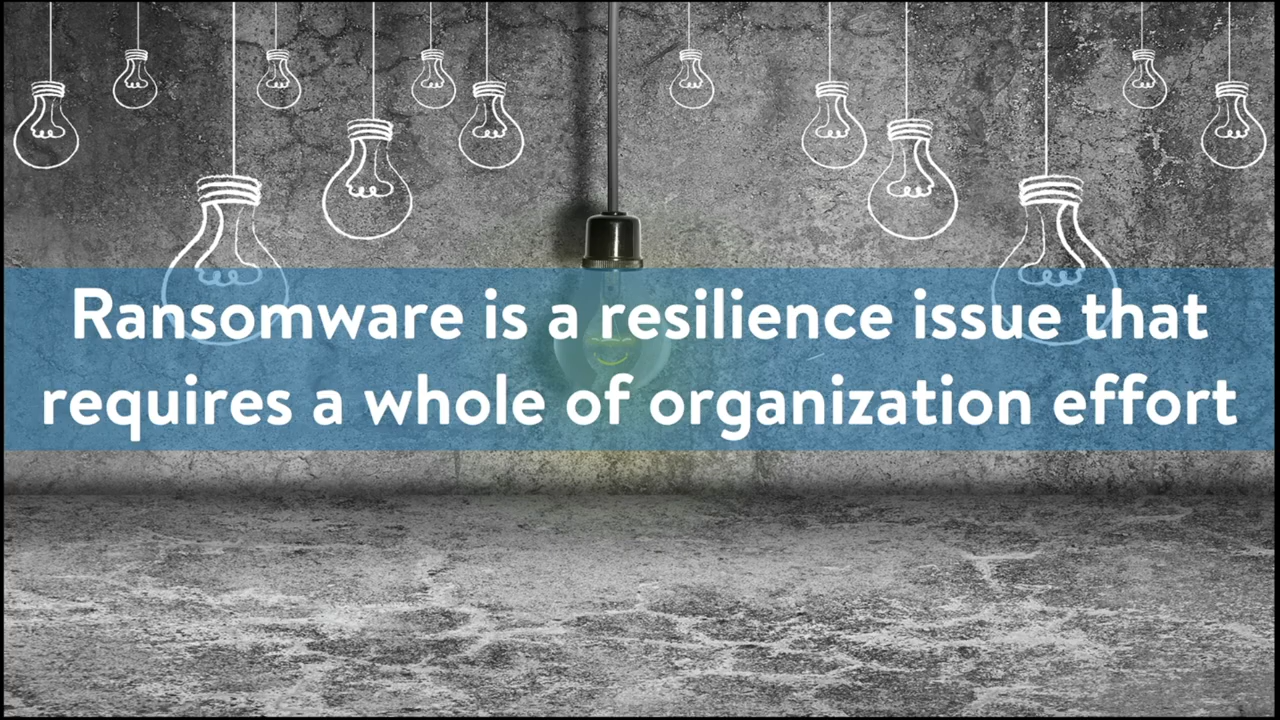 Ransomware is a resilience issue that
requires a whole of organization effort